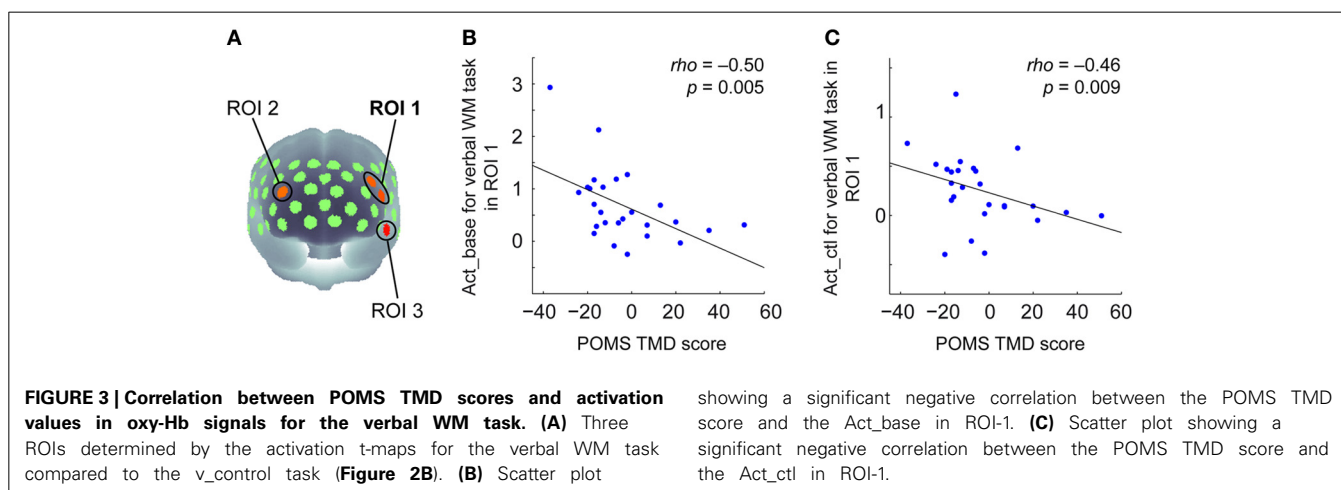 A
ROI 2
ROI 1
ROI 3
B
rho = –0.50
p = 0.005
Act_base for verbal WM task
in ROI 1
3
2
1
0
−40 −20 0 20 40 60
POMS TMD score
C
rho = –0.46
p = 0.009
Act_ctl for verbal WM task in
ROI 1
1
0
−40 −20 0 20 40 60
POMS TMD score
FIGURE 3 | Correlation between POMS TMD scores and activation
values in oxy-Hb signals for the verbal WM task. (A) Three
ROIs determined by the activation t-maps for the verbal WM task
compared to the v_control task (Figure 2B). (B) Scatter plot
showing a significant negative correlation between the POMS TMD
score and the Act_base in ROI-1. (C) Scatter plot showing a
significant negative correlation between the POMS TMD score and
the Act_ctl in ROI-1.